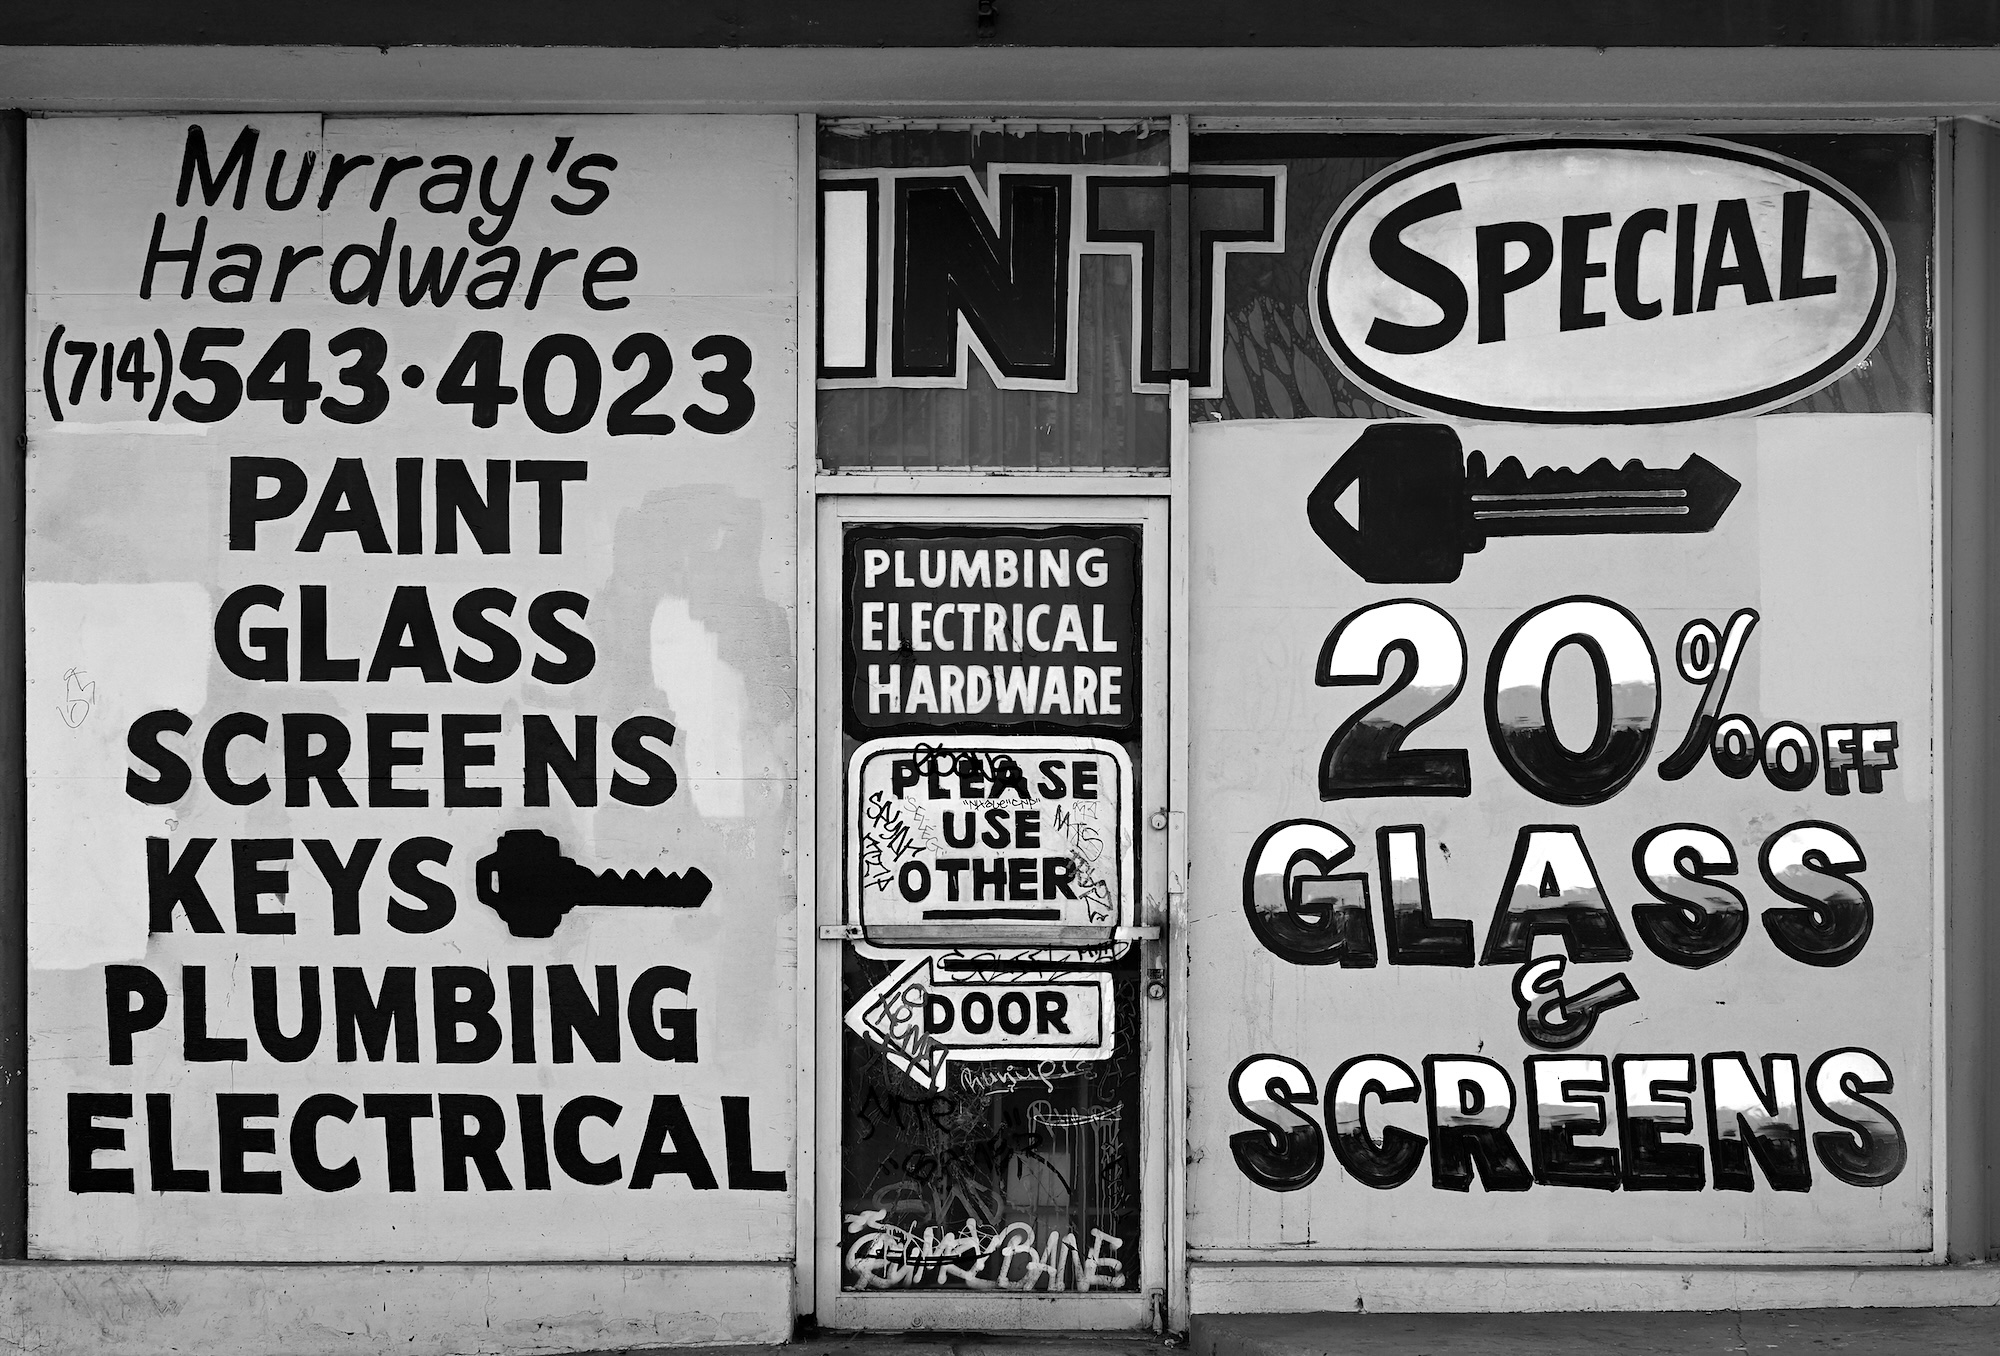 Murray's
Hardware
(714) 543·4023
PAINT
GLASS
SCREENS
KEYS
PLUMBING
ELECTRICAL
INT
PLUMBING
ELECTRICAL
HARDWARE
PLEASE
USE
OTHER
DOOR
BANE
SPECIAL
20% OFF
GLASS
&
SCREENS